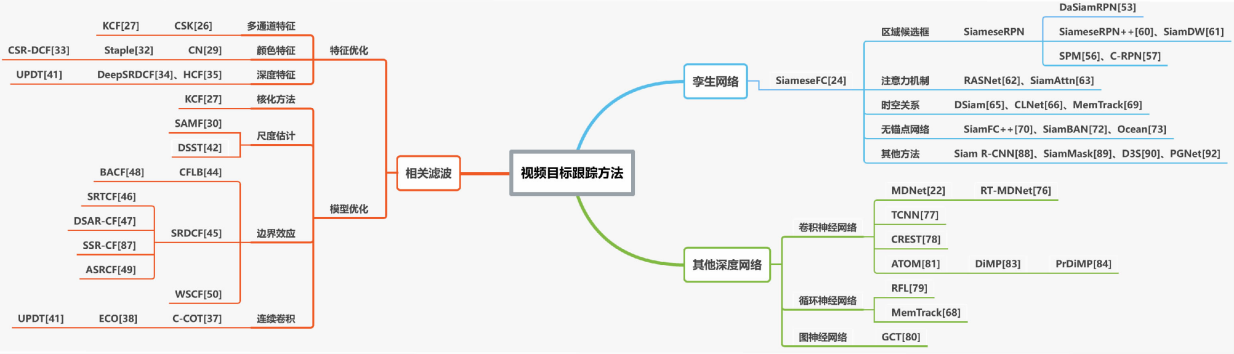 视频目标跟踪方法
相关滤波
特征优化
多通道特征
CSK[26]
KCF[27]
颜色特征
CN[29]
Staple[32]
CSR-DCF[33]
深度特征
DeepSRDCF[34]、HCF[35]
UPDT[41]
模型优化
核化方法
KCF[27]
尺度估计
SAMF[30]
DSST[42]
边界效应
CFLB[44]
BACF[48]
SRDCF[45]
SRTCF[46]
DSAR-CF[47]
SSR-CF[87]
ASRCF[49]
WSCF[50]
连续卷积
C-COT[37]
ECO[38]
UPDT[41]
孪生网络
SiameseFC[24]
区域候选框
SiameseRPN
DaSiamRPN[53]
SiameseRPN++[60]、SiamDW[61]
SPM[56]、C-RPN[57]
注意力机制
RASNet[62]、SiamAttn[63]
时空关系
DSiam[65]、CLNet[66]、MemTrack[69]
无锚点网络
SiamFC++[70]、SiamBAN[72]、Ocean[73]
其他方法
Siam R-CNN[88]、SiamMask[89]、D3S[90]、PGNet[92]
其他深度网络
卷积神经网络
MDNet[22]
RT-MDNet[76]
TCNN[77]
CREST[78]
ATOM[81]
DiMP[83]
PrDiMP[84]
循环神经网络
RFL[79]
MemTrack[68]
图神经网络
GCT[80]